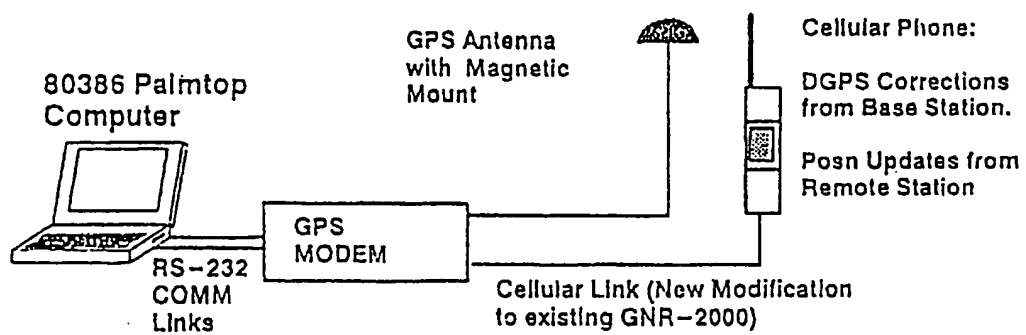 80386 Palmtop
Computer
GPS Antenna
with Magnetic
Mount
Cellular Phone:
DGPS Corrections
from Base Station.
Posn Updates from
Remote Station
GPS
MODEM
RS-232
COMM
Links
Cellular Link (New Modification
to existing GNR-2000)